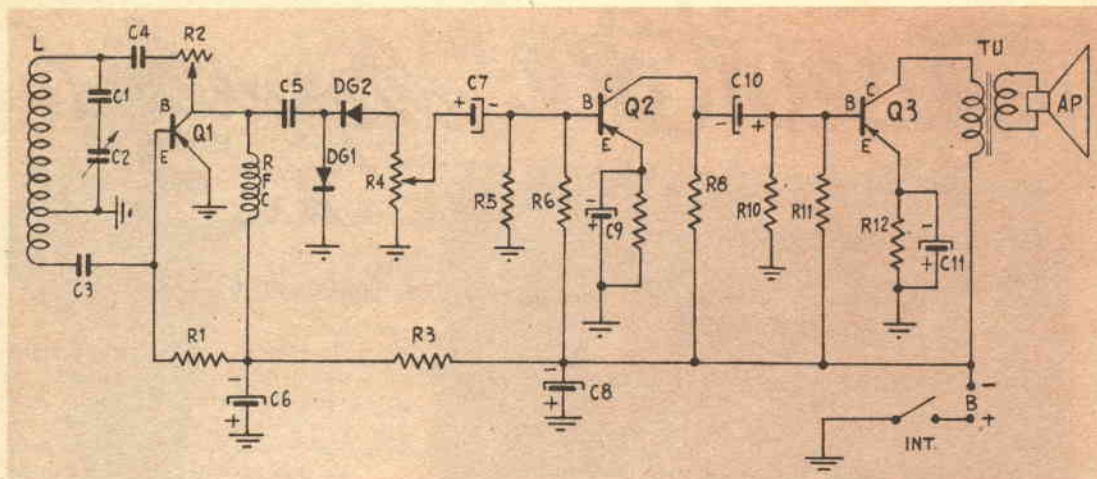 L
C4
R2
C1
C2
B
E
Q1
C3
RFC
C5
DG2
DG1
R4
C7
+ -
R5
R6
B
C
E
Q2
-
+
C9
R8
C10
- +
R10
R11
B
C
E
Q3
R12
-
+
C11
TU
AP
R1
R3
-
+
C6
-
+
C8
-
B
+
INT.